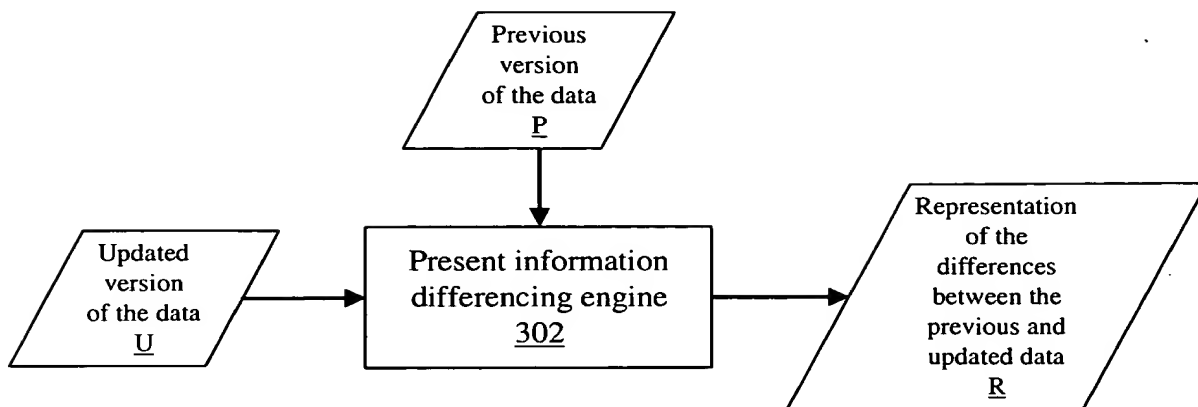 Previous
version
of the data
P
Updated
version
of the data
U
Present information
differencing engine
302
Representation
of the
differences
between the
previous and
updated data
R